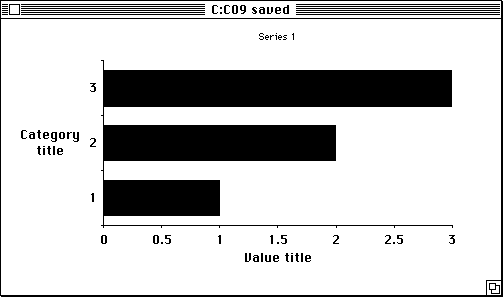 C:C09 saved
Series 1
3
Category
title
2
1
0 0.5 1 1.5 2 2.5 3
Value title